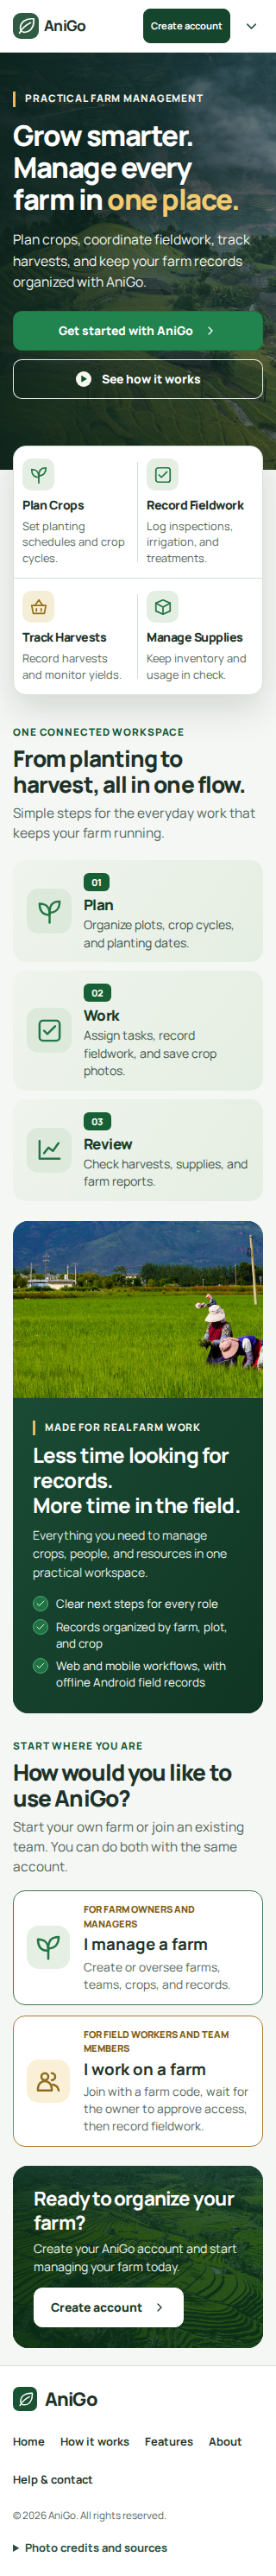 AniGo
Create account
PRACTICAL FARM MANAGEMENT
Grow smarter.
Manage every
farm in one place.
Plan crops, coordinate fieldwork, track
harvests, and keep your farm records
organized with AniGo.
Get started with AniGo
See how it works
Plan Crops
Set planting
schedules and crop
cycles.
Record Fieldwork
Log inspections,
irrigation, and
treatments.
Track Harvests
Record harvests
and monitor yields.
Manage Supplies
Keep inventory and
usage in check.
ONE CONNECTED WORKSPACE
From planting to
harvest, all in one flow.
Simple steps for the everyday work that
keeps your farm running.
01
Plan
Organize plots, crop cycles,
and planting dates.
02
Work
Assign tasks, record
fieldwork, and save crop
photos.
03
Review
Check harvests, supplies, and
farm reports.
MADE FOR REAL FARM WORK
Less time looking for
records.
More time in the field.
Everything you need to manage
crops, people, and resources in one
practical workspace.
Clear next steps for every role
Records organized by farm, plot,
and crop
Web and mobile workflows, with
offline Android field records
START WHERE YOU ARE
How would you like to
use AniGo?
Start your own farm or join an existing
team. You can do both with the same
account.
FOR FARM OWNERS AND
MANAGERS
I manage a farm
Create or oversee farms,
teams, crops, and records.
FOR FIELD WORKERS AND TEAM
MEMBERS
I work on a farm
Join with a farm code, wait for
the owner to approve access,
then record fieldwork.
Ready to organize your
farm?
Create your AniGo account and start
managing your farm today.
Create account
AniGo
Home How it works Features About
Help & contact
© 2026 AniGo. All rights reserved.
Photo credits and sources